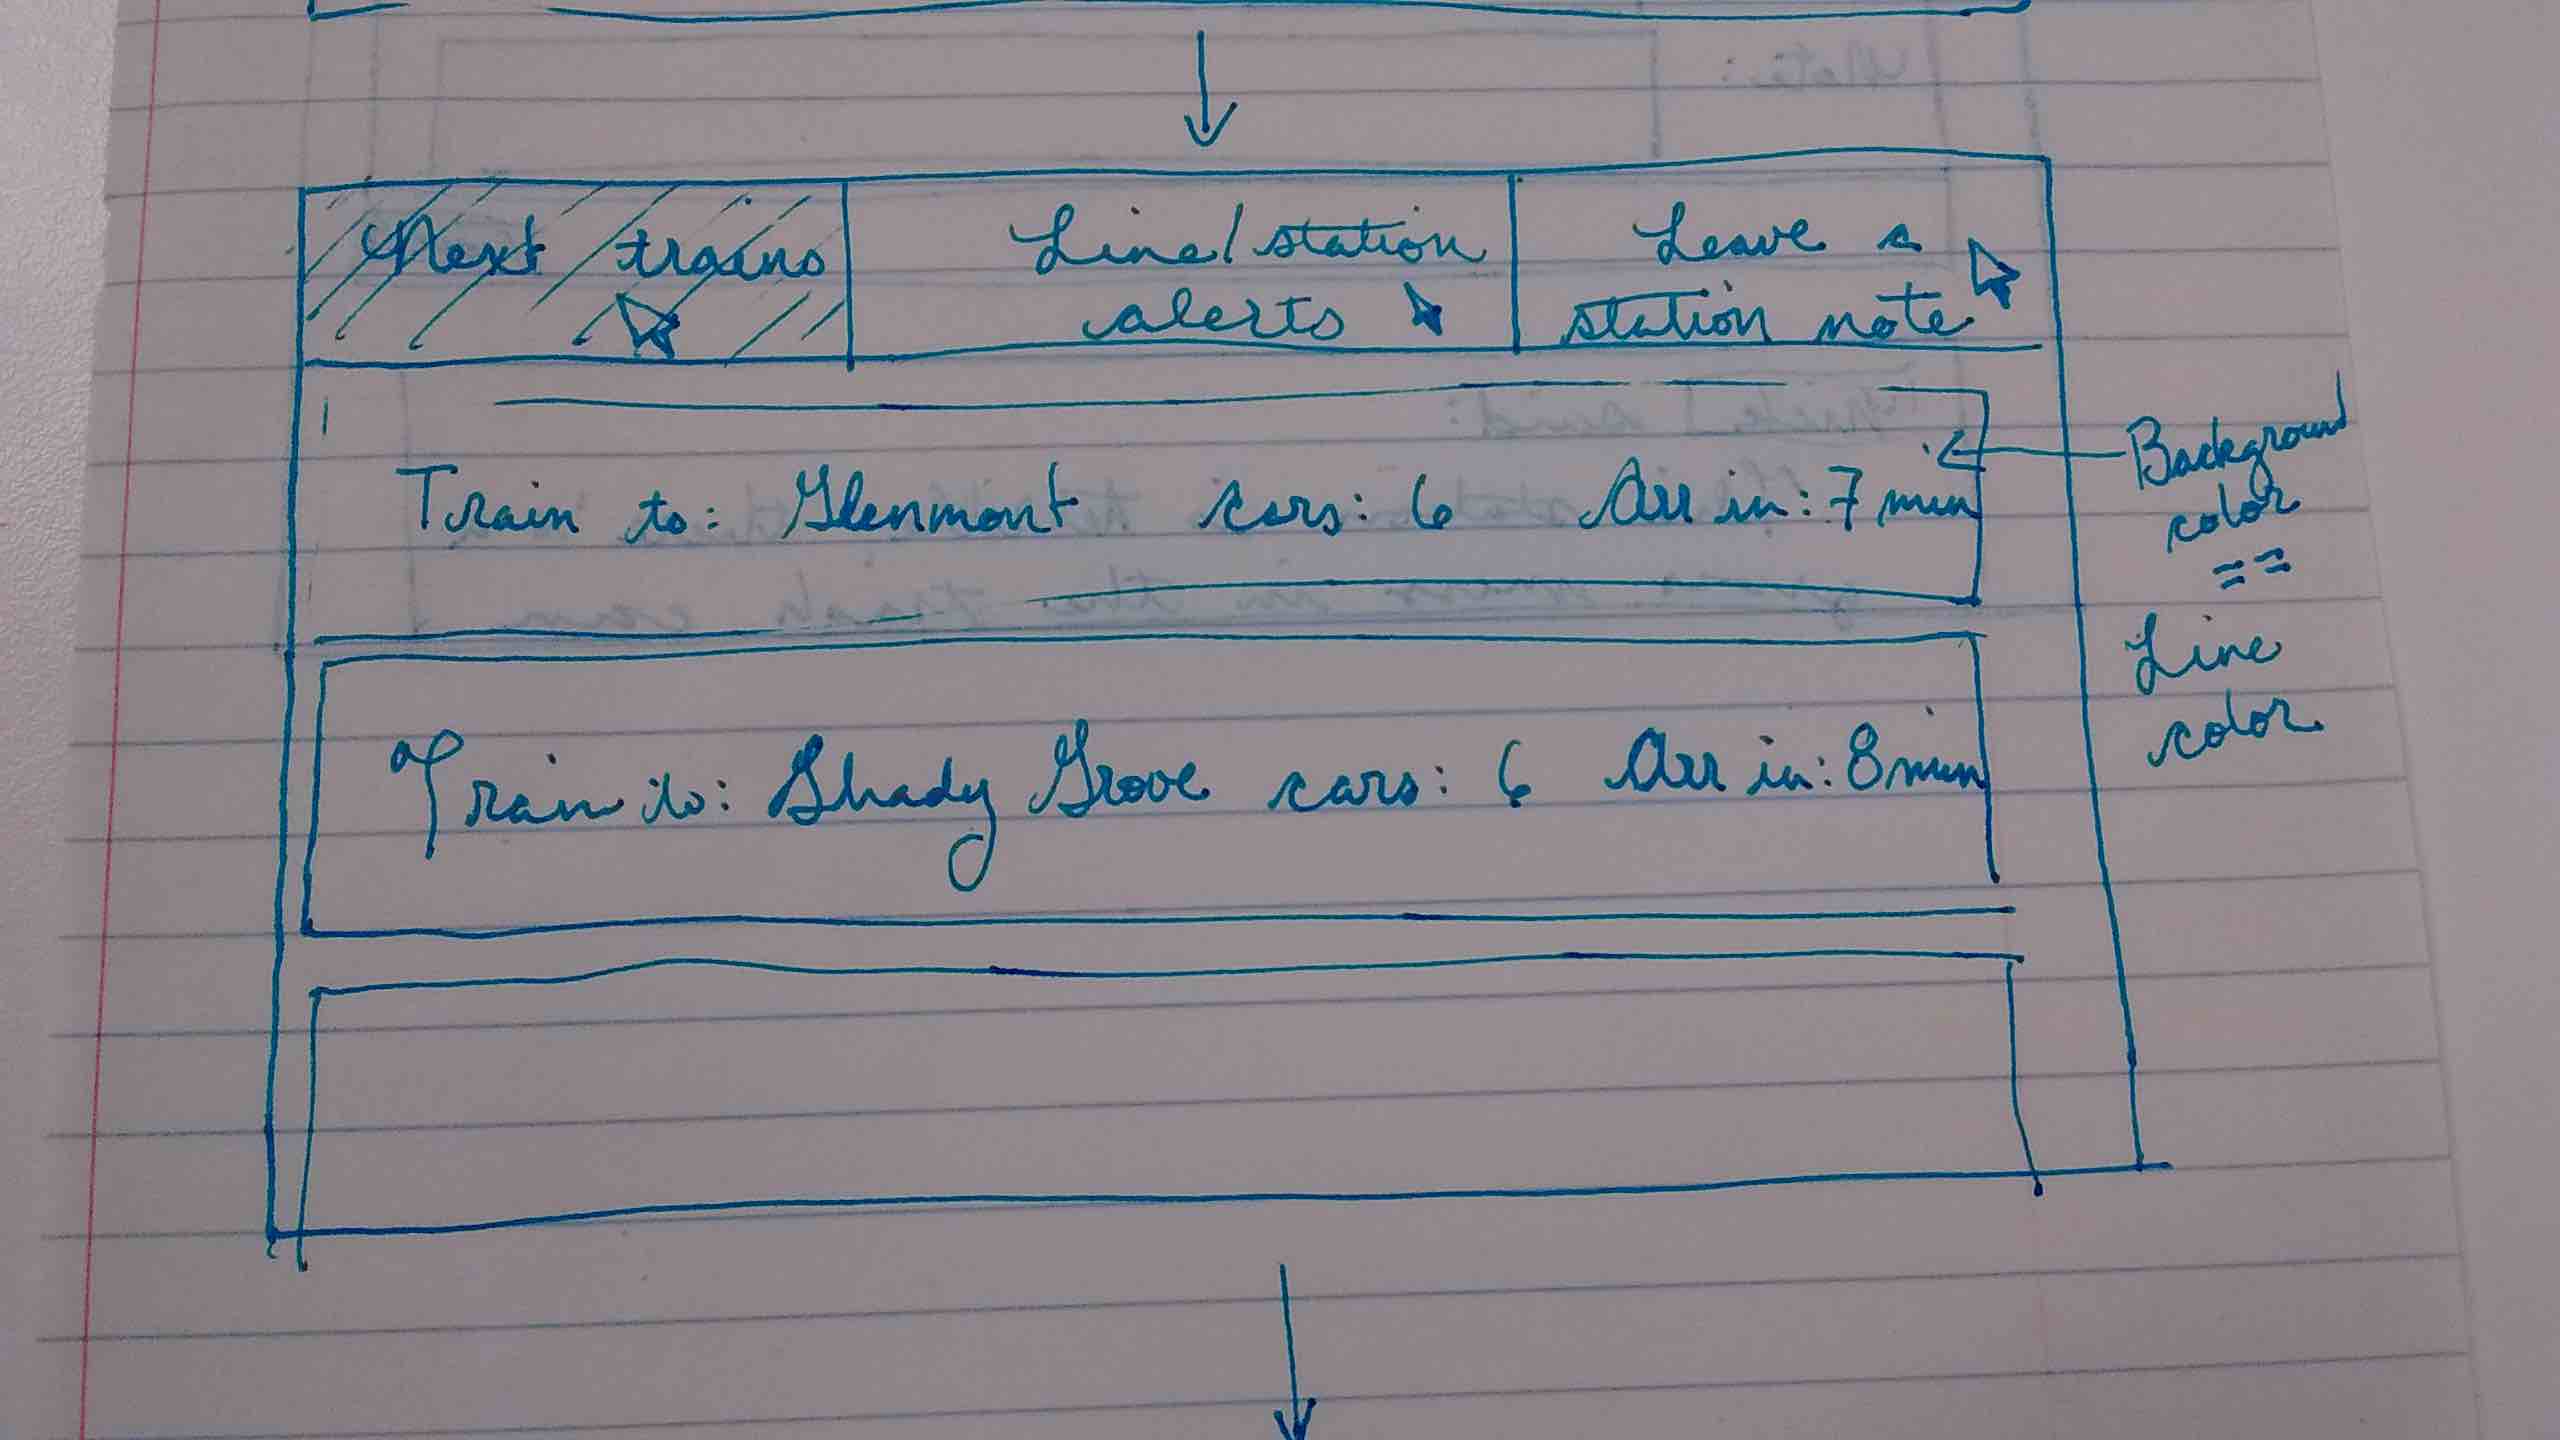 Next trains
Line/station
alerts
Leave a
station note
Train to: Glenmont cars: 6 Arr in: 7 min
Background
color
==
Line
color
Train to: Shady Grove cars: 6 Arr in: 8 min